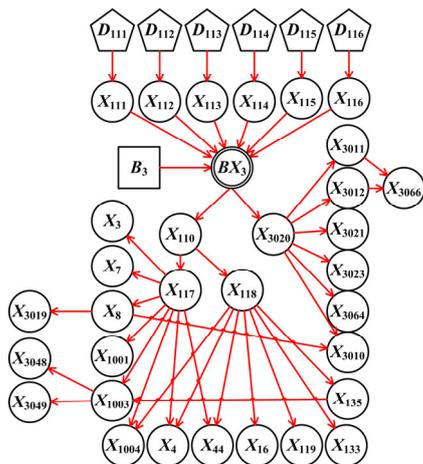 D111 D112 D113 D114 D115 D116
X111 X112 X113 X114 X115 X116
X3011
B3 BX3
X3012 X3066
X3 X110 X3020 X3021
X7 X3023
X117 X118
X3019 X8 X3064
X3048 X1001 X3010
X3049 X1003 X135
X1004 X4 X44 X16 X119 X133